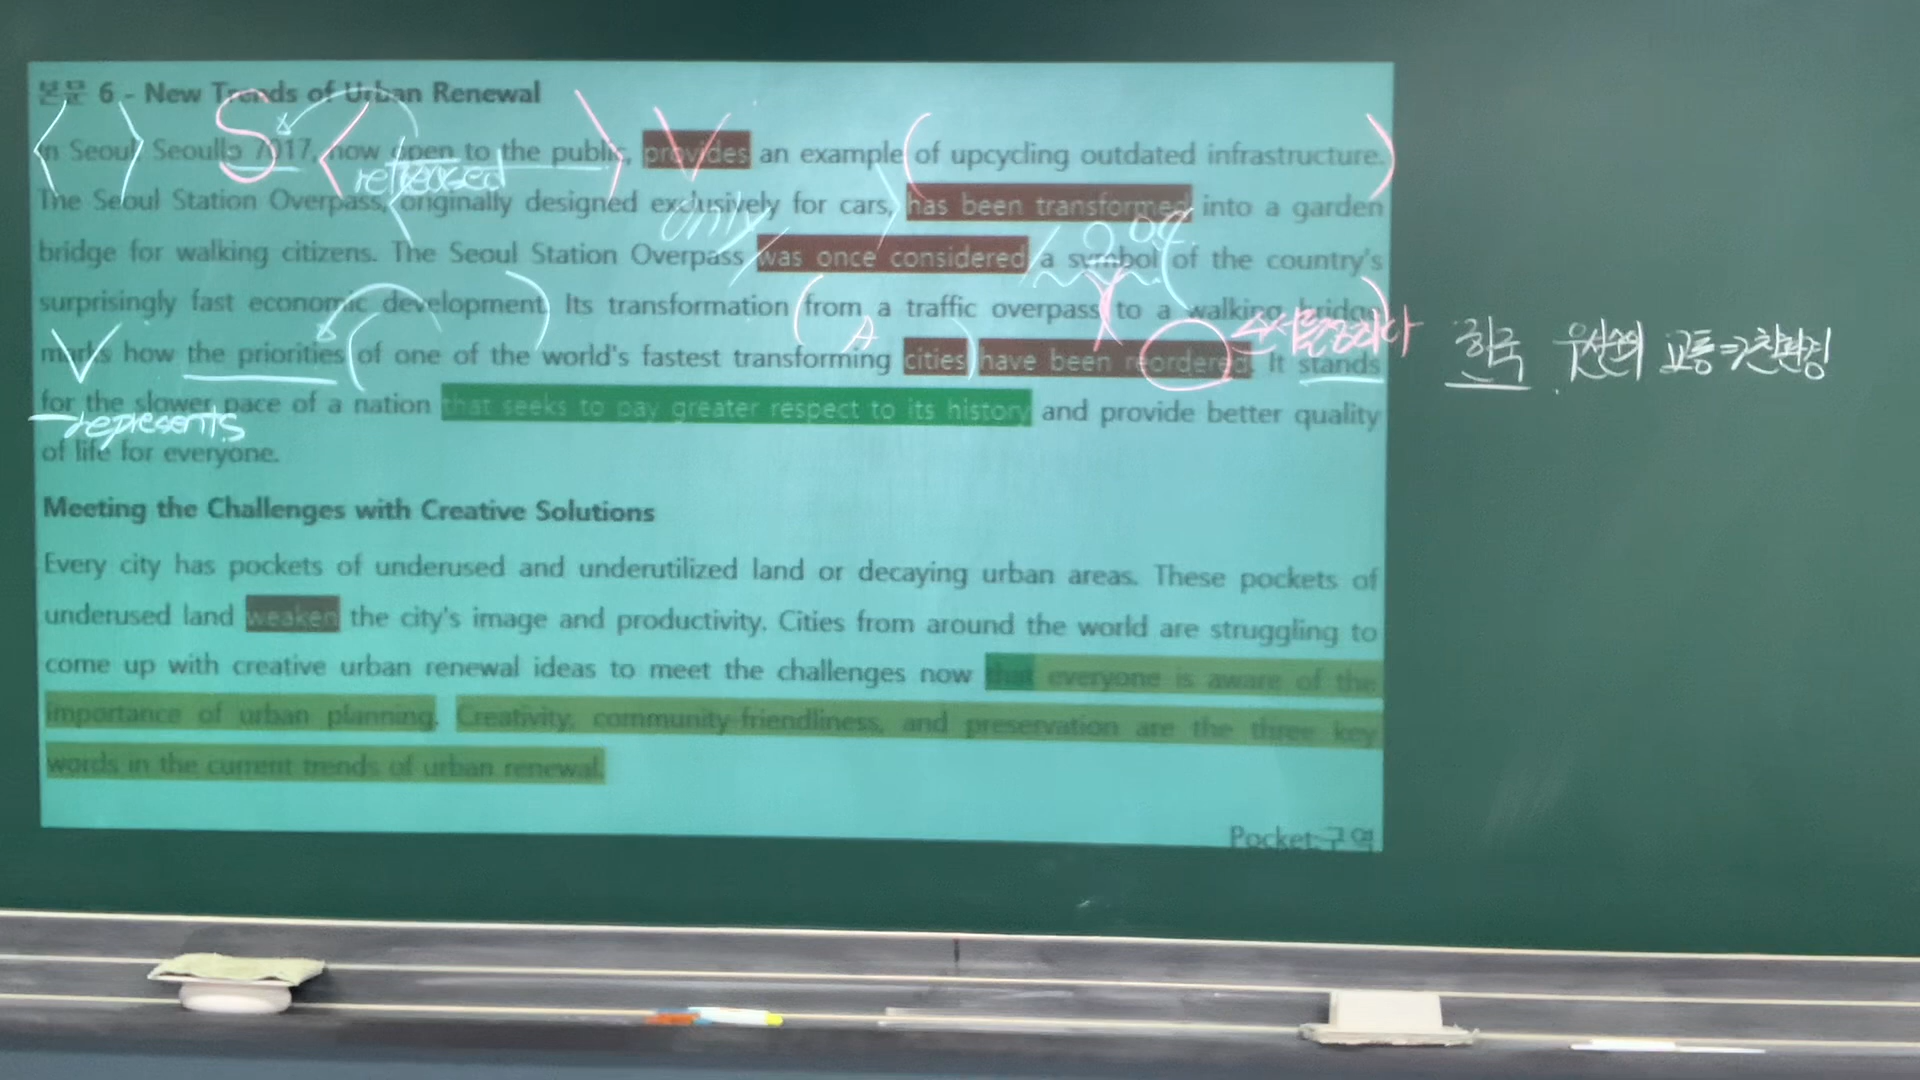 본문 6 - New Trends of Urban Renewal
In Seoul, Seoullo 7017, now open to the public, provides an example of upcycling outdated infrastructure.
released
The Seoul Station Overpass, originally designed exclusively for cars, has been transformed into a garden
only
bridge for walking citizens. The Seoul Station Overpass was once considered a symbol of the country's
surprisingly fast economic development. Its transformation from a traffic overpass to a walking bridge
A
marks how the priorities of one of the world's fastest transforming cities have been reordered. It stands
한국
for the slower pace of a nation that seeks to pay greater respect to its history and provide better quality
represents
of life for everyone.
Meeting the Challenges with Creative Solutions
Every city has pockets of underused and underutilized land or decaying urban areas. These pockets of
underused land weaken the city's image and productivity. Cities from around the world are struggling to
come up with creative urban renewal ideas to meet the challenges now that everyone is aware of the
importance of urban planning. Creativity, community-friendliness, and preservation are the three key
words in the current trends of urban renewal.
Pocket:구역